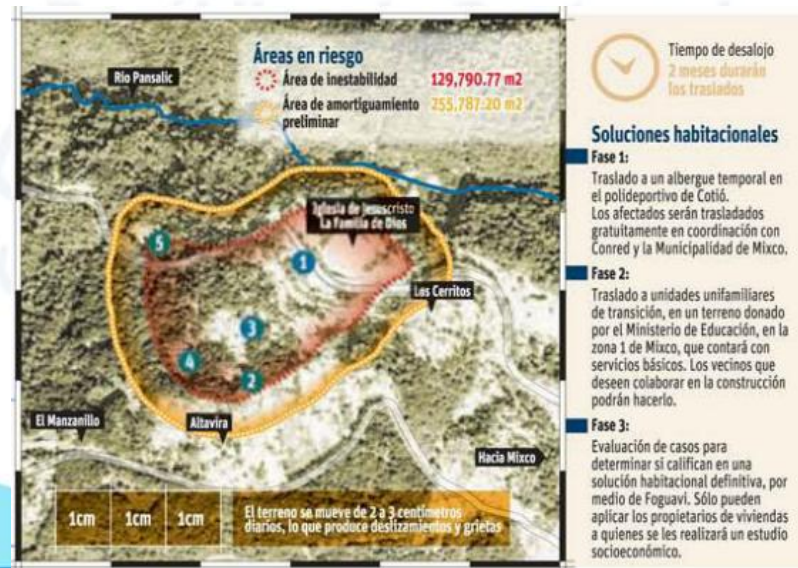 Áreas en riesgo
Área de inestabilidad 129,790.77 m2
Área de amortiguamiento 255,787.20 m2
preliminar
Río Pansalic
Iglesia de Jesuscristo
La Familia de Dios
5
1
Los Cerritos
3
4
2
El Manzanillo
Altavira
Hacia Mixco
1cm 1cm 1cm
El terreno se mueve de 2 a 3 centímetros
diarios, lo que produce deslizamientos y grietas
Tiempo de desalojo
2 meses durarán
los traslados
Soluciones habitacionales
Fase 1:
Traslado a un albergue temporal en
el polideportivo de Cotió.
Los afectados serán trasladados
gratuitamente en coordinación con
Conred y la Municipalidad de Mixco.
Fase 2:
Traslado a unidades unifamiliares
de transición, en un terreno donado
por el Ministerio de Educación, en la
zona 1 de Mixco, que contará con
servicios básicos. Los vecinos que
deseen colaborar en la construcción
podrán hacerlo.
Fase 3:
Evaluación de casos para
determinar si califican en una
solución habitacional definitiva, por
medio de Foguavi. Sólo pueden
aplicar los propietarios de viviendas
a quienes se les realizará un estudio
socioeconómico.